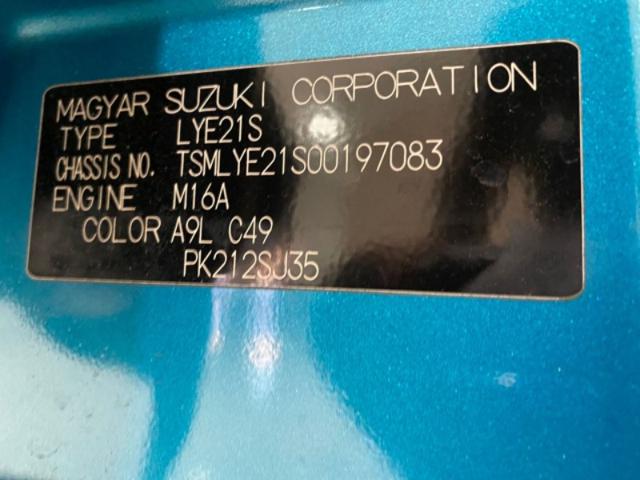 MAGYAR SUZUKI CORPORATION
TYPE LYE21S
CHASSIS NO. TSMLYE21S00197083
ENGINE M16A
COLOR A9L C49
PK212SJ35